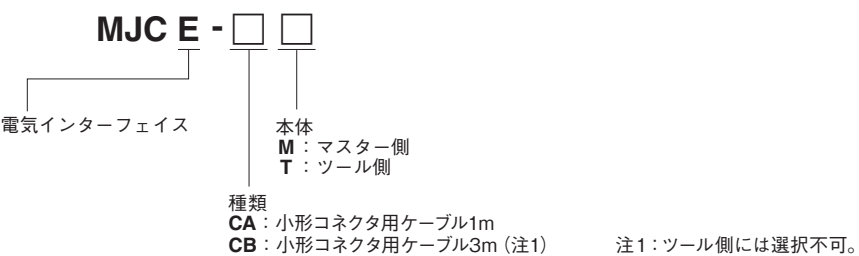 MJC E - □ □
電気インターフェイス
本体
M：マスター側
T：ツール側
種類
CA：小形コネクタ用ケーブル1m
CB：小形コネクタ用ケーブル3m（注1） 注1：ツール側には選択不可。